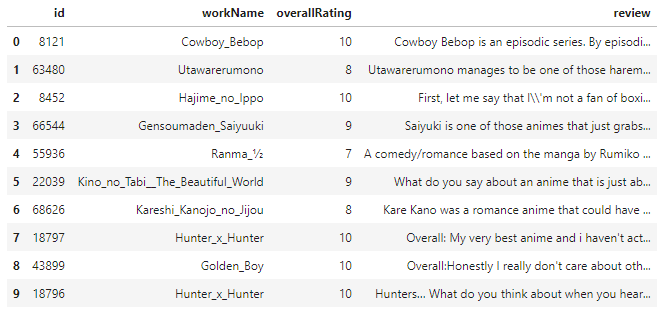 id workName overallRating review
0 8121 Cowboy_Bebop 10 Cowboy Bebop is an episodic series. By episodi...
1 63480 Utawarerumono 8 Utawarerumono manages to be one of those harem...
2 8452 Hajime_no_Ippo 10 First, let me say that I\\'m not a fan of boxi...
3 66544 Gensoumaden_Saiyuuki 9 Saiyuki is one of those animes that just grabs...
4 55936 Ranma_½ 7 A comedy/romance based on the manga by Rumiko ...
5 22039 Kino_no_Tabi__The_Beautiful_World 9 What do you say about an anime that is just ab...
6 68626 Kareshi_Kanojo_no_Jijou 8 Kare Kano was a romance anime that could have ...
7 18797 Hunter_x_Hunter 10 Overall: My very best anime and i haven't act...
8 43899 Golden_Boy 10 Overall:Honestly I really don't care about oth...
9 18796 Hunter_x_Hunter 10 Hunters... What do you think about when you hear...